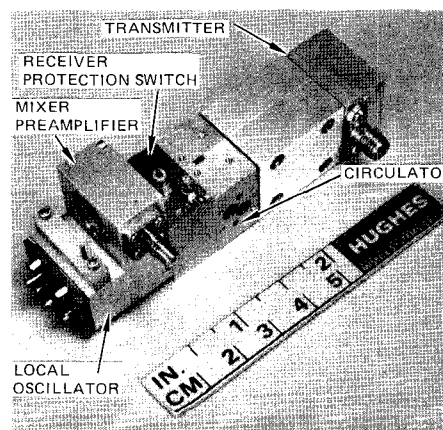 TRANSMITTER
RECEIVER
PROTECTION SWITCH
MIXER
PREAMPLIFIER
CIRCULATO
HUGHES
1 2
IN.
CM 2 3 4 5
LOCAL
OSCILLATOR